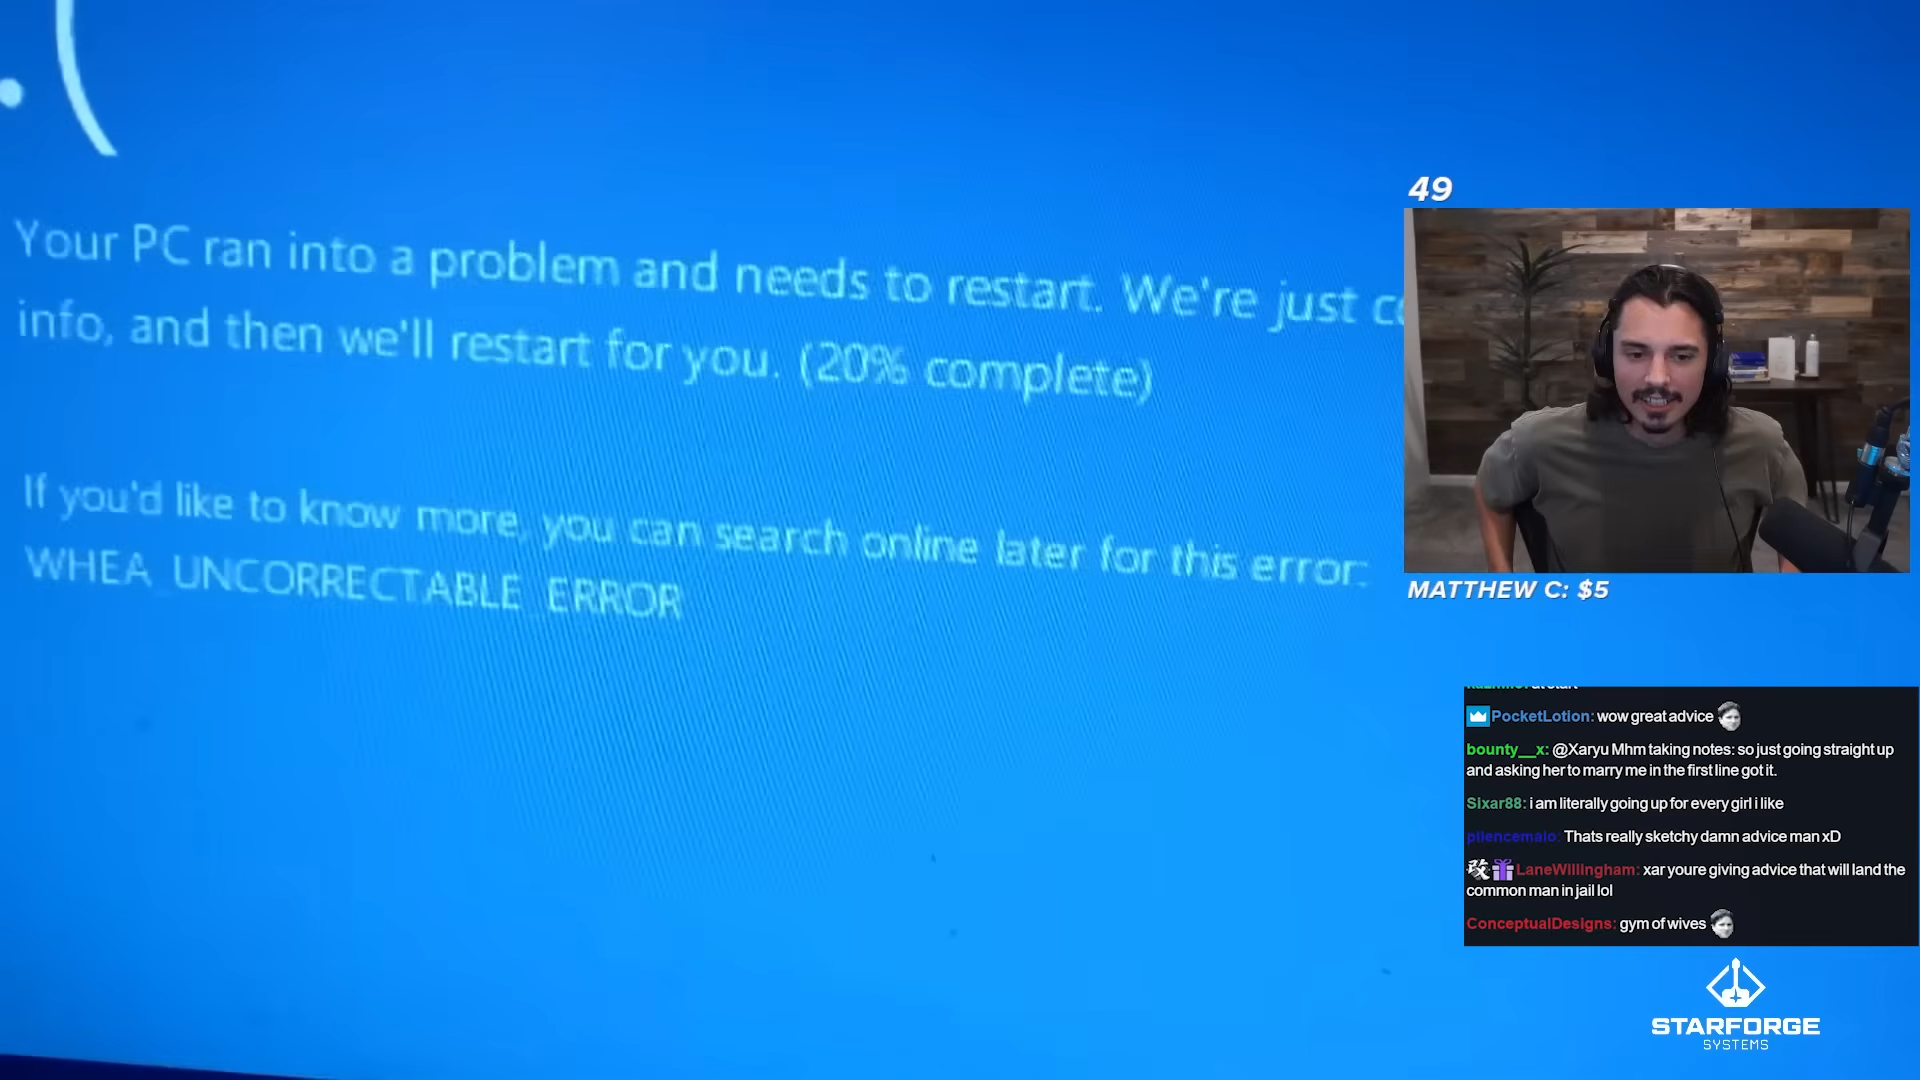 :(
Your PC ran into a problem and needs to restart. We're just
info, and then we'll restart for you. (20% complete)
If you'd like to know more, you can search online later for this error:
WHEA_UNCORRECTABLE_ERROR
49
MATTHEW C: $5
at start
PocketLotion: wow great advice
bounty__x: @Xaryu Mhm taking notes: so just going straight up
and asking her to marry me in the first line got it.
Sixar88: i am literally going up for every girl i like
Thats really sketchy damn advice man xD
LaneWillingham: xar youre giving advice that will land the
common man in jail lol
ConceptualDesigns: gym of wives
STARFORGE
SYSTEMS